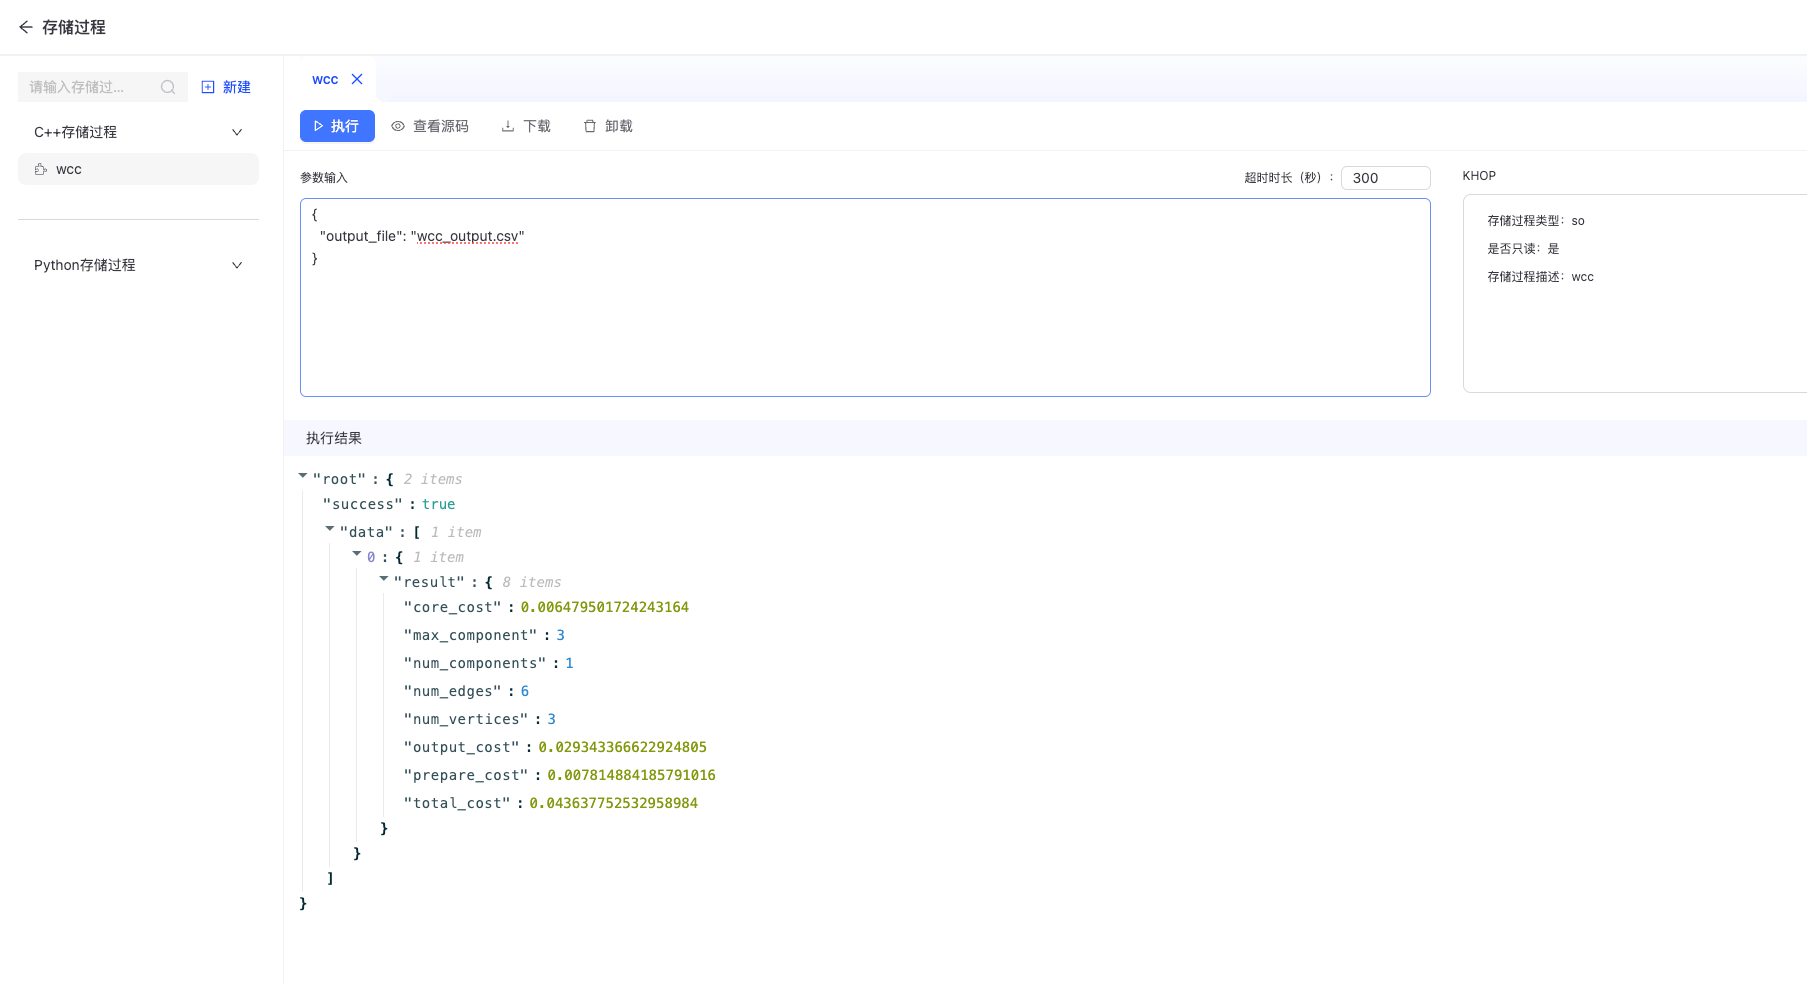 存储过程
请输入存储过...
新建
C++存储过程
wcc
Python存储过程
wcc
执行
查看源码
下载
卸载
参数输入
超时时长（秒）：
300
{
"output_file": "wcc_output.csv"
}
KHOP
存储过程类型：so
是否只读：是
存储过程描述：wcc
执行结果
"root" : { 2 items
"success" : true
"data" : [ 1 item
0 : { 1 item
"result" : { 8 items
"core_cost" : 0.006479501724243164
"max_component" : 3
"num_components" : 1
"num_edges" : 6
"num_vertices" : 3
"output_cost" : 0.029343366622924805
"prepare_cost" : 0.007814884185791016
"total_cost" : 0.043637752532958984
}
}
]
}